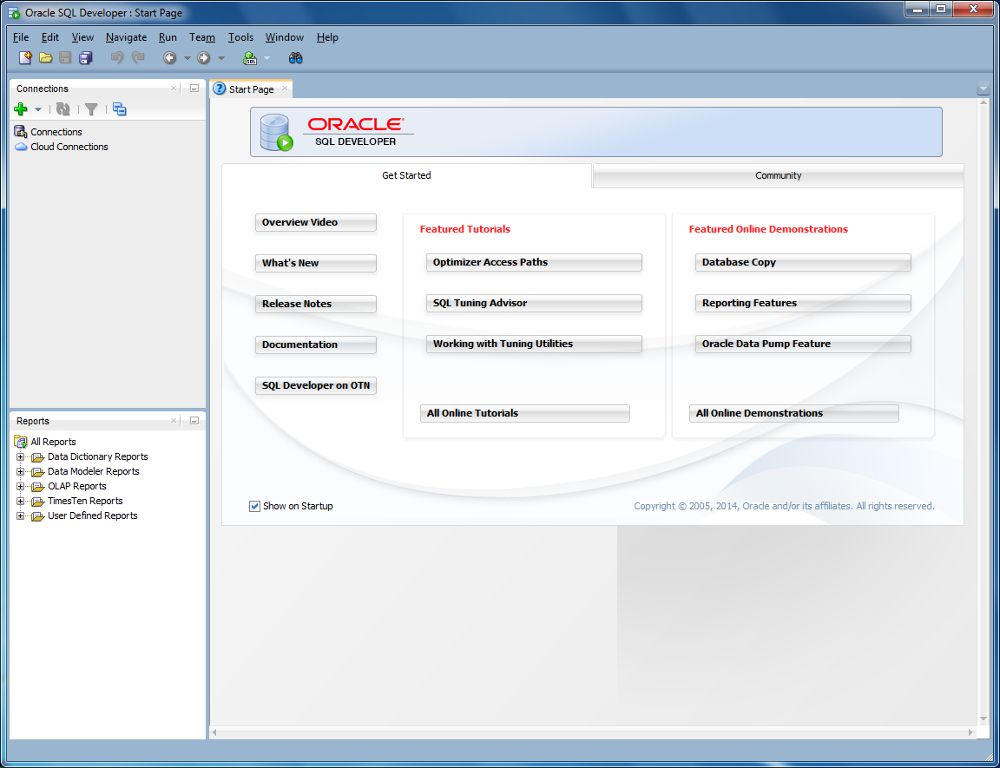 Oracle SQL Developer : Start Page
File Edit View Navigate Run Team Tools Window Help
SQL
Connections
Connections
Cloud Connections
Reports
All Reports
Data Dictionary Reports
Data Modeler Reports
OLAP Reports
TimesTen Reports
User Defined Reports
Start Page
ORACLE
SQL DEVELOPER
Get Started
Community
Overview Video
What's New
Release Notes
Documentation
SQL Developer on OTN
Featured Tutorials
Optimizer Access Paths
SQL Tuning Advisor
Working with Tuning Utilities
All Online Tutorials
Featured Online Demonstrations
Database Copy
Reporting Features
Oracle Data Pump Feature
All Online Demonstrations
Show on Startup
Copyright © 2005, 2014, Oracle and/or its affiliates. All rights reserved.